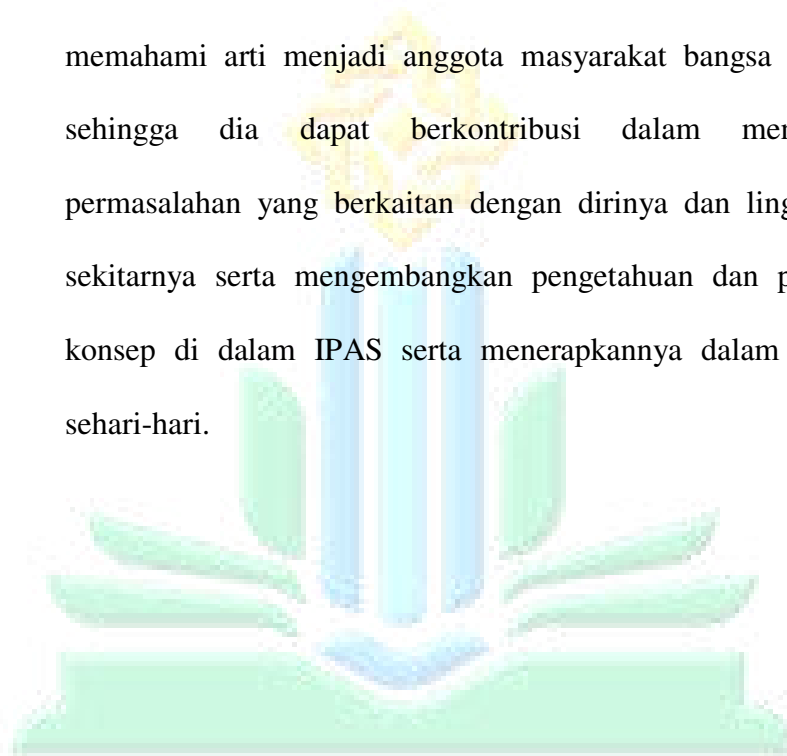 memahami arti menjadi anggota masyarakat bangsa
sehingga dia dapat berkontribusi dalam
permasalahan yang berkaitan dengan dirinya dan
sekitarnya serta mengembangkan pengetahuan dan
konsep di dalam IPAS serta menerapkannya dalam
sehari-hari.